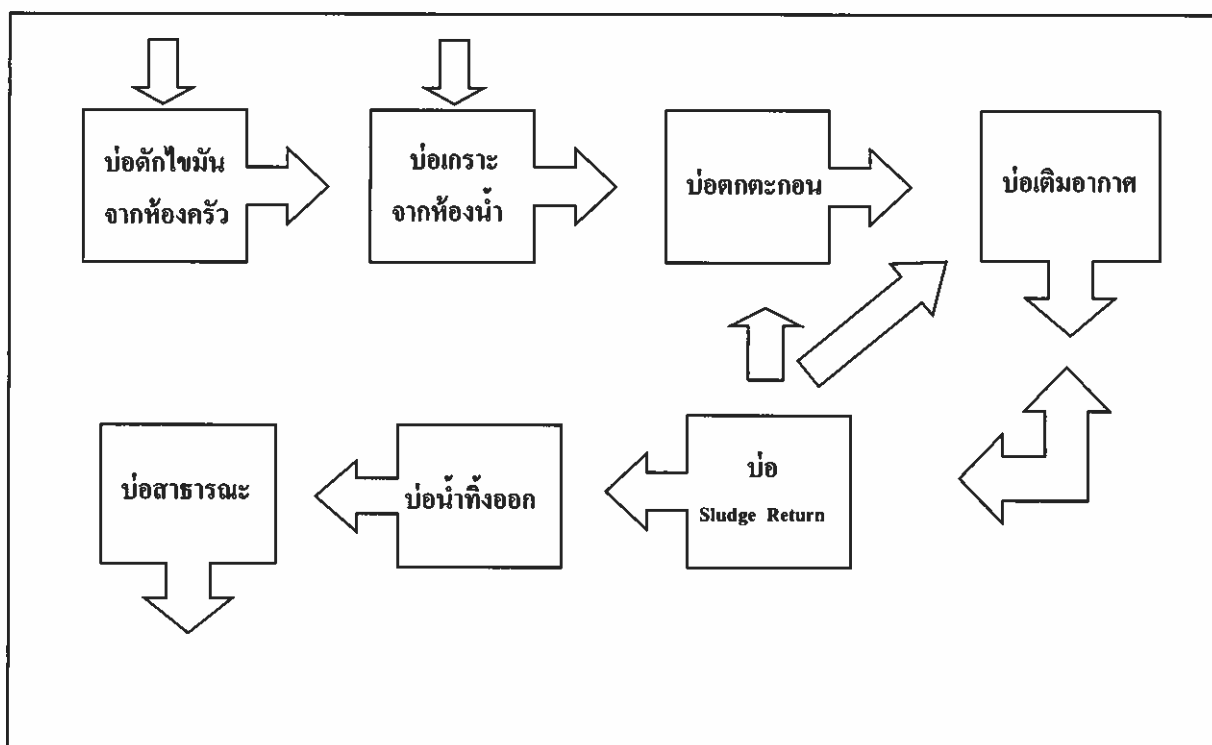 บ่อดักไขมัน
จากห้องครัว
บ่อเกราะ
จากห้องน้ำ
บ่อตกตะกอน
บ่อเติมอากาศ
บ่อสาธารณะ
บ่อน้ำทิ้งออก
บ่อ
Sludge Return